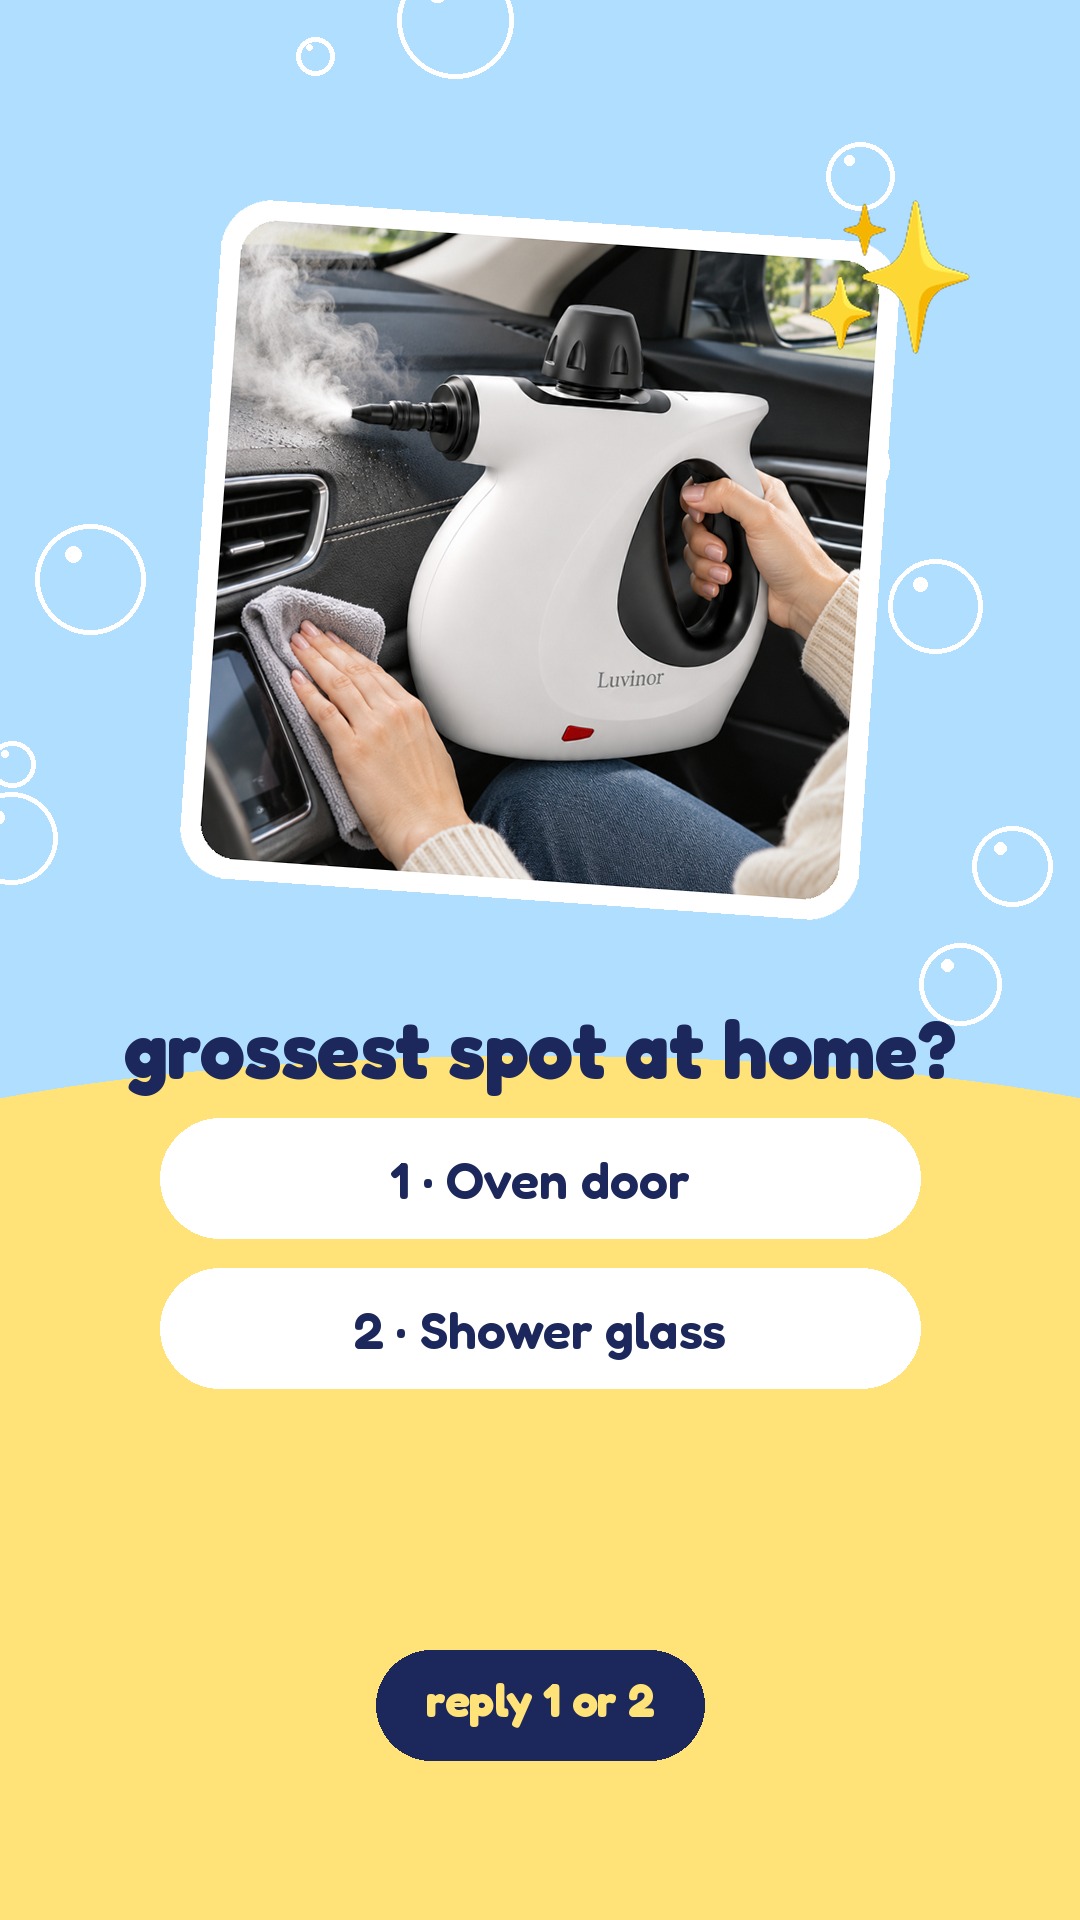 Luvinor
grossest spot at home?
1 · Oven door
2 · Shower glass
reply 1 or 2